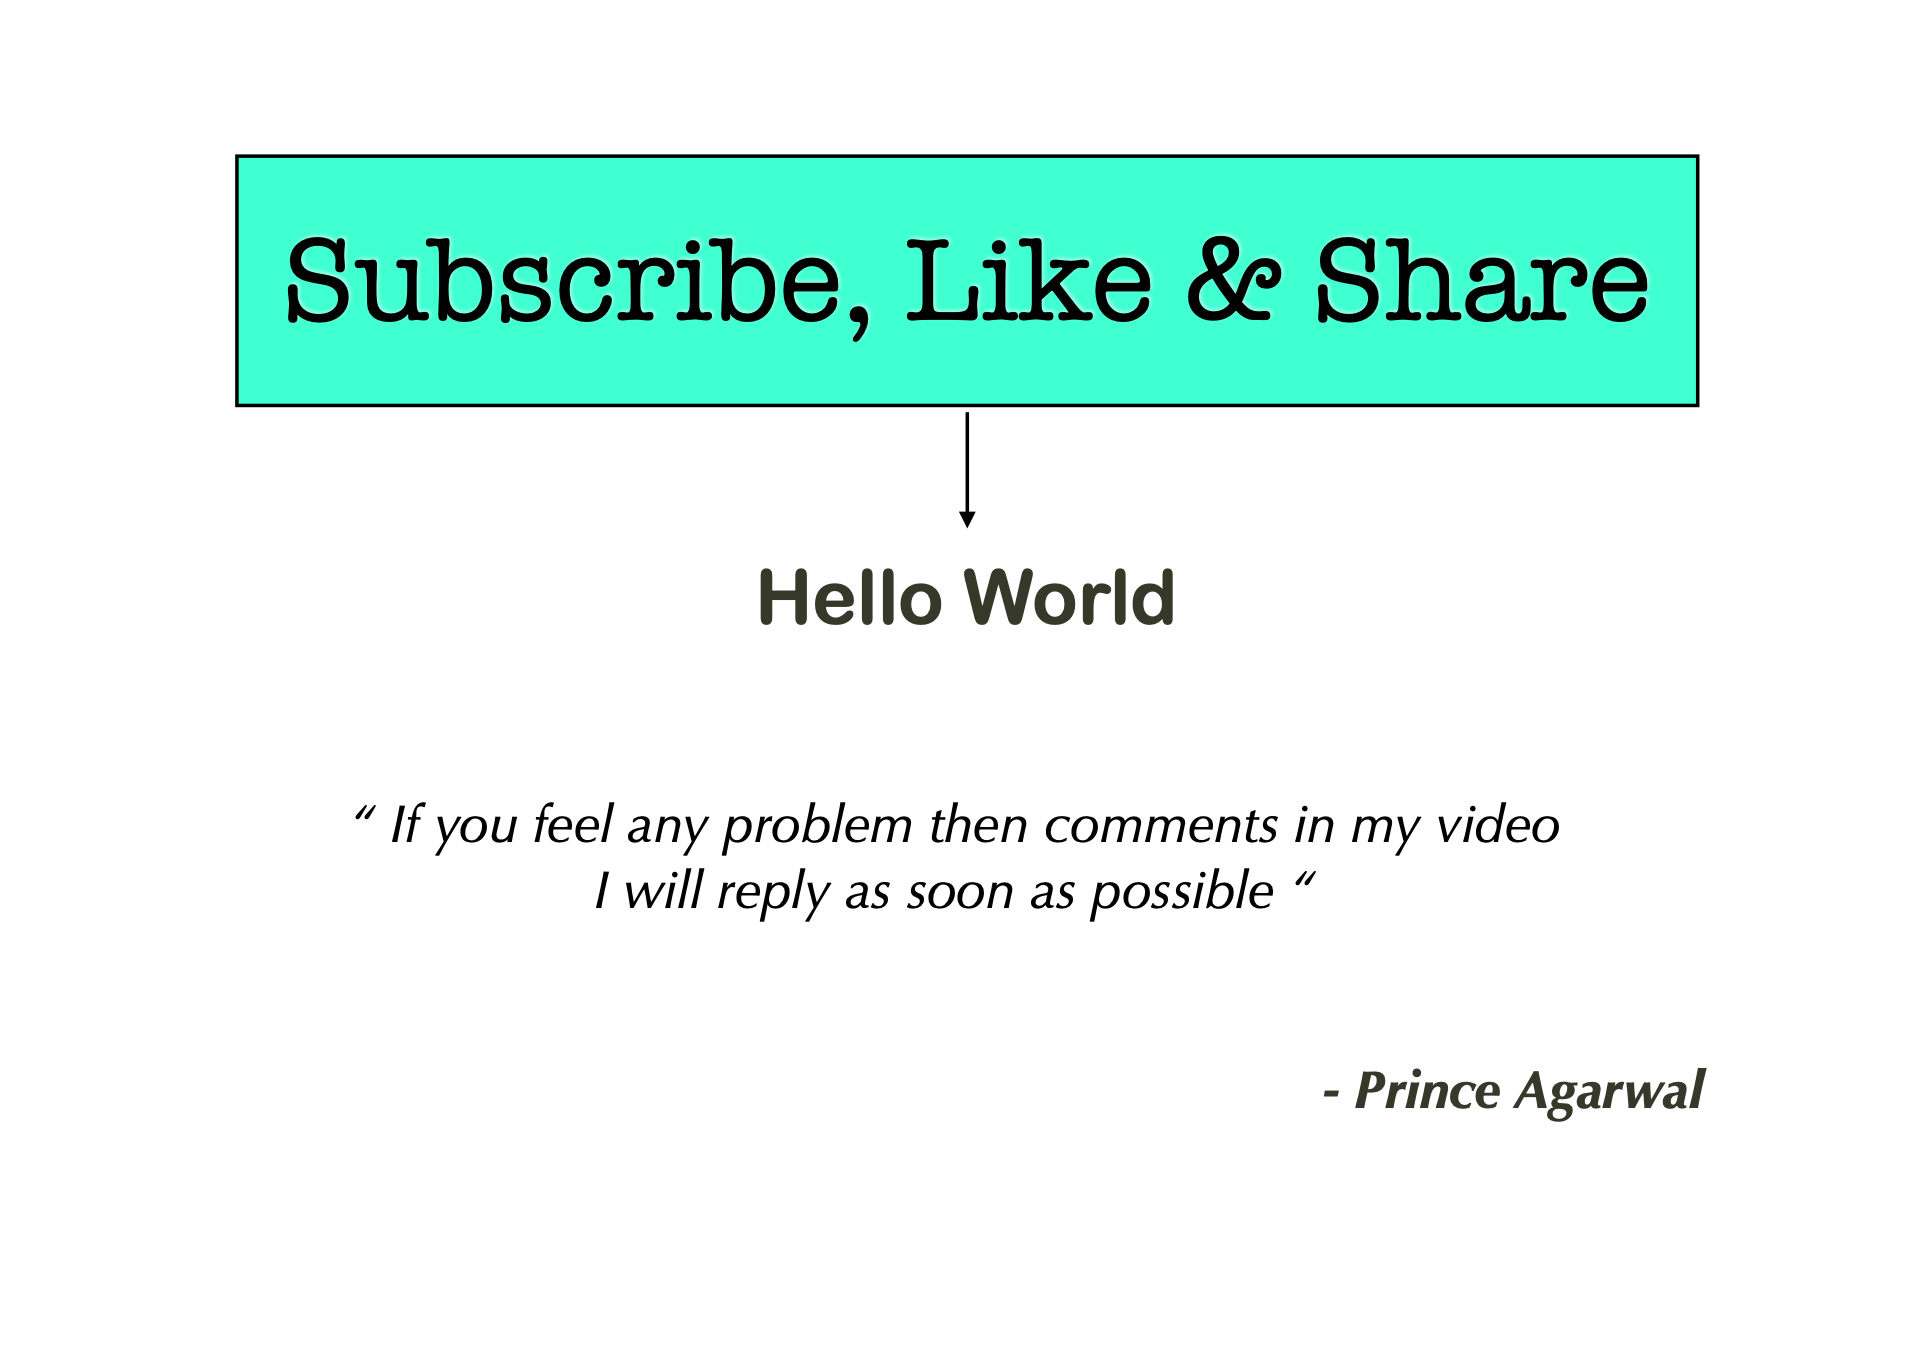 Subscribe, Like & Share
Hello World
“ If you feel any problem then comments in my video
I will reply as soon as possible “
- Prince Agarwal